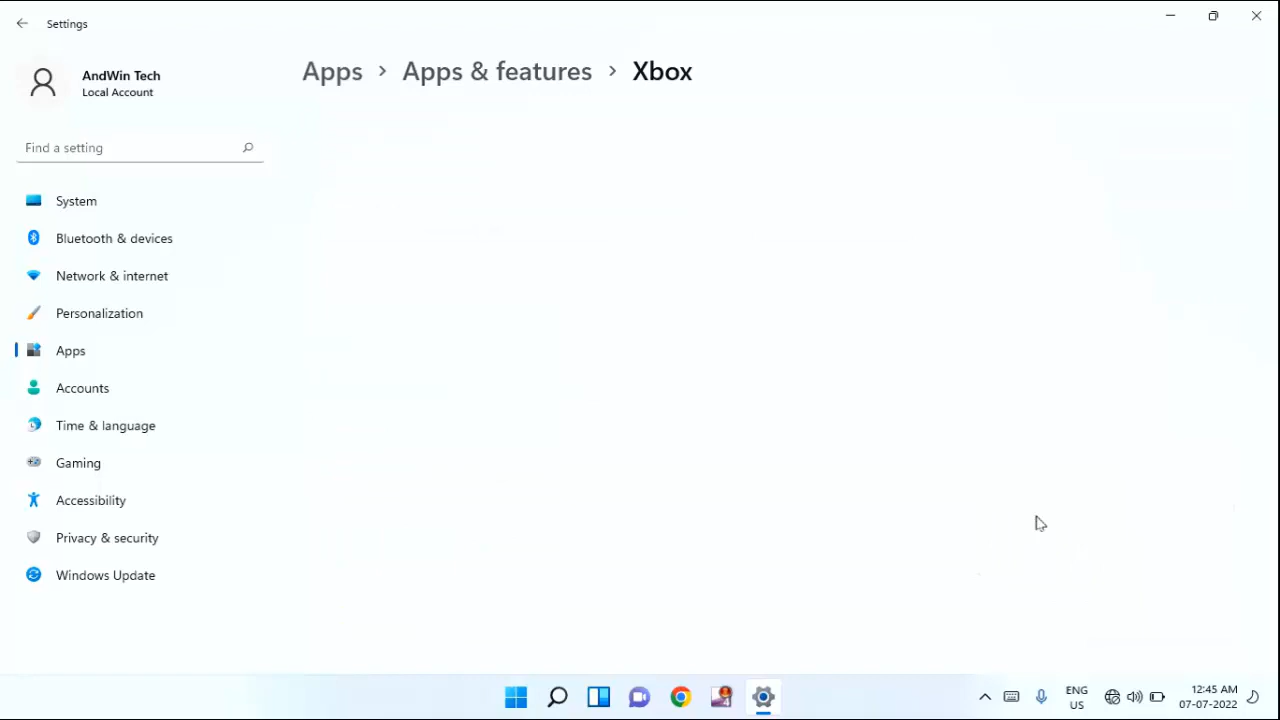 Settings
AndWin Tech
Local Account
Find a setting
System
Bluetooth & devices
Network & internet
Personalization
Apps
Accounts
Time & language
Gaming
Accessibility
Privacy & security
Windows Update
Apps > Apps & features > Xbox
ENG
US
12:45 AM
07-07-2022